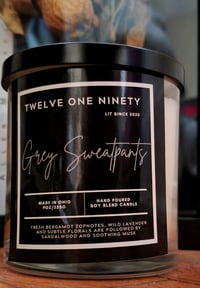 TWELVE ONE NINETY
LIT SINCE 2020
Grey Sweatpants
MADE IN OHIO
9OZ/255G
HAND POURED
SOY BLEND CANDLE
FRESH BERGAMOT TOPNOTES, WILD LAVENDER
AND SUBTLE FLORALS ARE FOLLOWED BY
SANDALWOOD AND SOOTHING MUSK